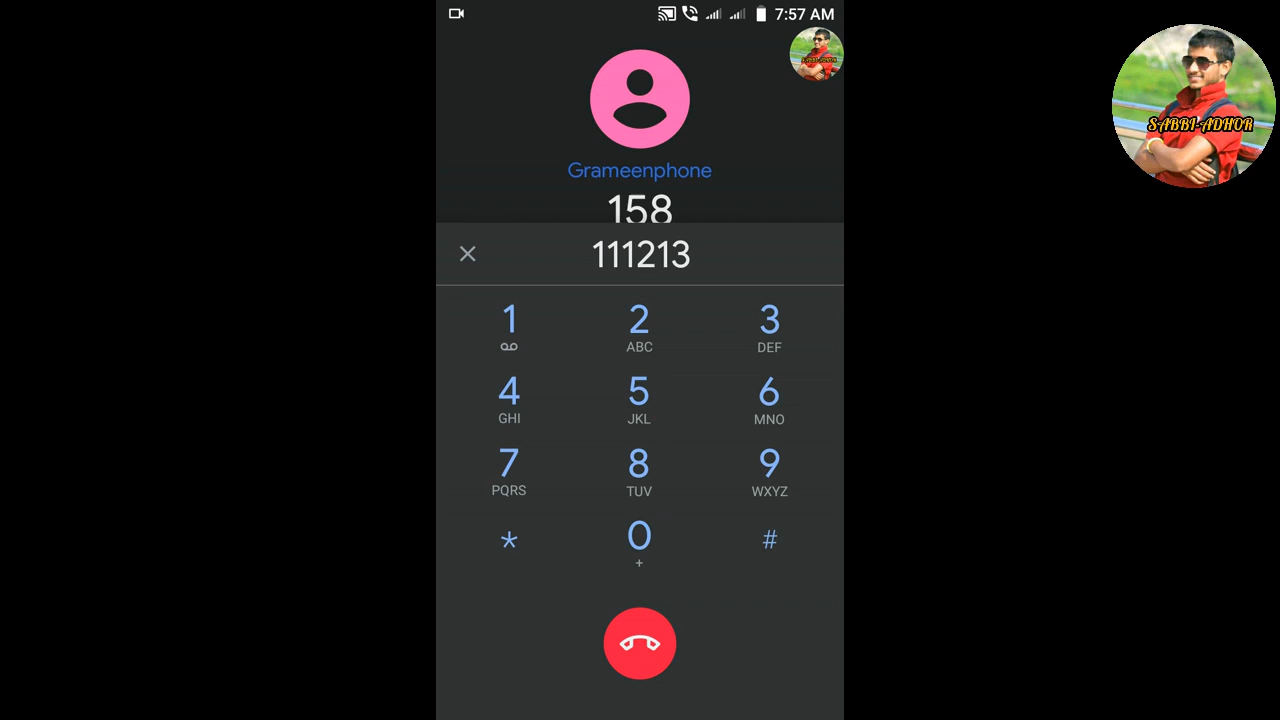 7:57 AM
SABBI-ADHOR
Grameenphone
158
111213
1
2
ABC
3
DEF
4
GHI
5
JKL
6
MNO
7
PQRS
8
TUV
9
WXYZ
*
0
+
#